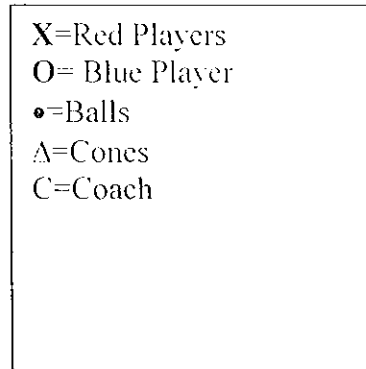 X=Red Players
O= Blue Player
•=Balls
Δ=Cones
C=Coach